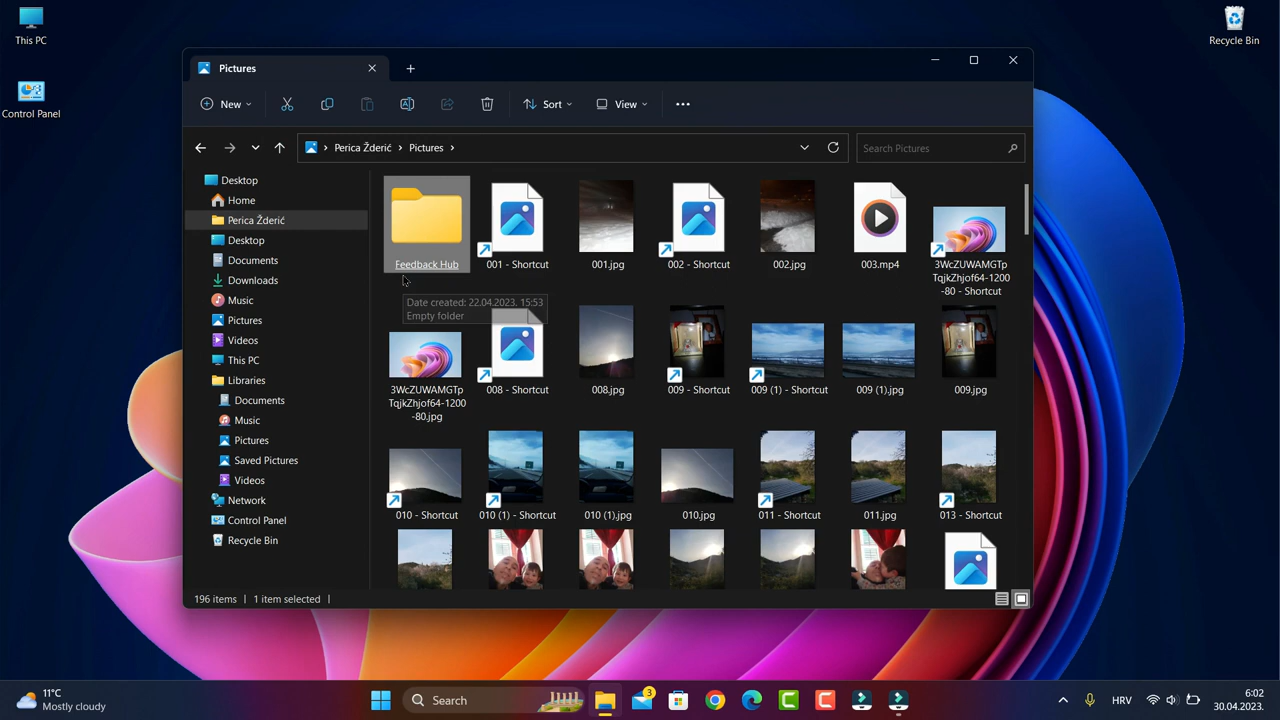 This PC
Control Panel
Recycle Bin
Pictures
New
Sort
View
Perica Žderić
Pictures
Search Pictures
Desktop
Home
Perica Žderić
Desktop
Documents
Downloads
Music
Pictures
Videos
This PC
Libraries
Documents
Music
Pictures
Saved Pictures
Videos
Network
Control Panel
Recycle Bin
Feedback Hub
001 - Shortcut
001.jpg
002 - Shortcut
002.jpg
003.mp4
3WcZUWAMGTp
TqjkZhjof64-1200
-80 - Shortcut
Date created: 22.04.2023. 15:53
Empty folder
3WcZUWAMGTp
TqjkZhjof64-1200
-80.jpg
008 - Shortcut
008.jpg
009 - Shortcut
009 (1) - Shortcut
009 (1).jpg
009.jpg
010 - Shortcut
010 (1) - Shortcut
010 (1).jpg
010.jpg
011 - Shortcut
011.jpg
013 - Shortcut
196 items
1 item selected
11°C
Mostly cloudy
Search
3
HRV
6:02
30.04.2023.